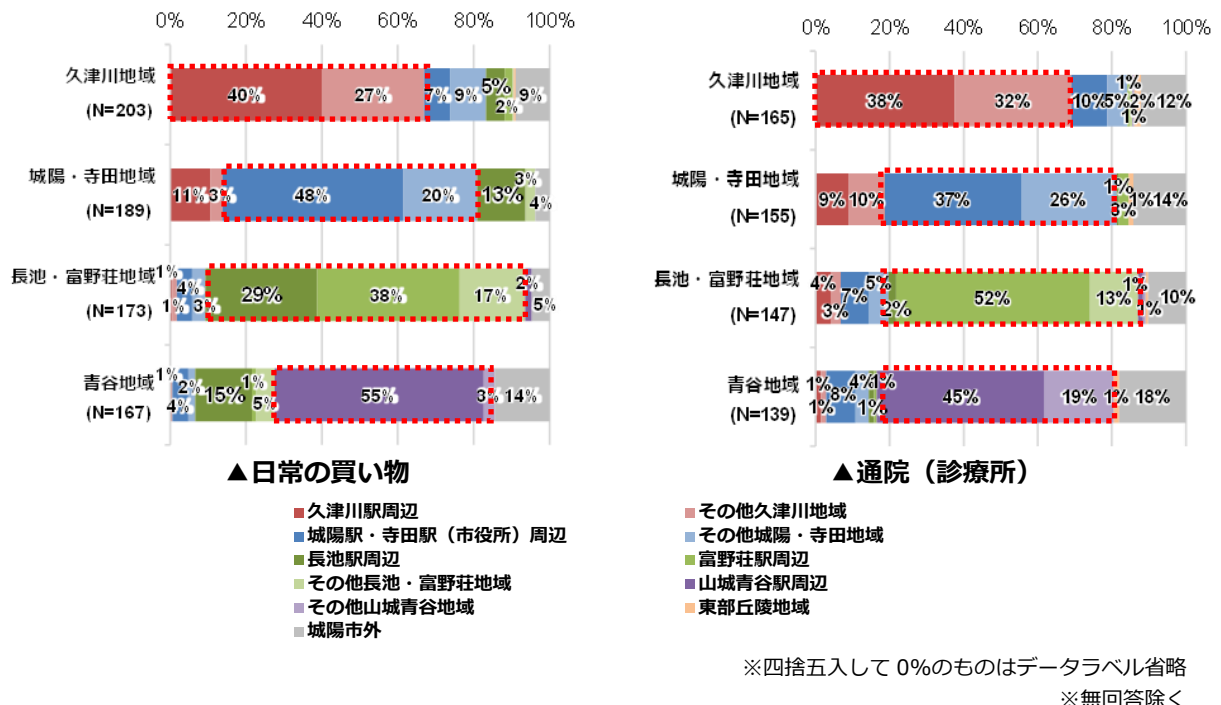 0% 20% 40% 60% 80% 100%
久津川地域
(N=203)
40% 27% 7% 9% 5% 2% 9%
城陽・寺田地域
(N=189)
11% 3% 48% 20% 13% 3% 4%
長池・富野荘地域
(N=173)
1% 1% 4% 3% 29% 38% 17% 2% 5%
青谷地域
(N=167)
1% 4% 2% 15% 1% 5% 55% 3% 14%
▲日常の買い物
0% 20% 40% 60% 80% 100%
久津川地域
(N=165)
38% 32% 10% 5% 1% 1% 2% 12%
城陽・寺田地域
(N=155)
9% 10% 37% 26% 1% 3% 1% 14%
長池・富野荘地域
(N=147)
4% 3% 7% 5% 2% 52% 13% 1% 1% 10%
青谷地域
(N=139)
1% 1% 8% 4% 1% 1% 45% 19% 1% 18%
▲通院（診療所）
久津川駅周辺
その他久津川地域
城陽駅・寺田駅（市役所）周辺
その他城陽・寺田地域
長池駅周辺
富野荘駅周辺
その他長池・富野荘地域
山城青谷駅周辺
その他山城青谷地域
東部丘陵地域
城陽市外
※四捨五入して 0%のものはデータラベル省略
※無回答除く